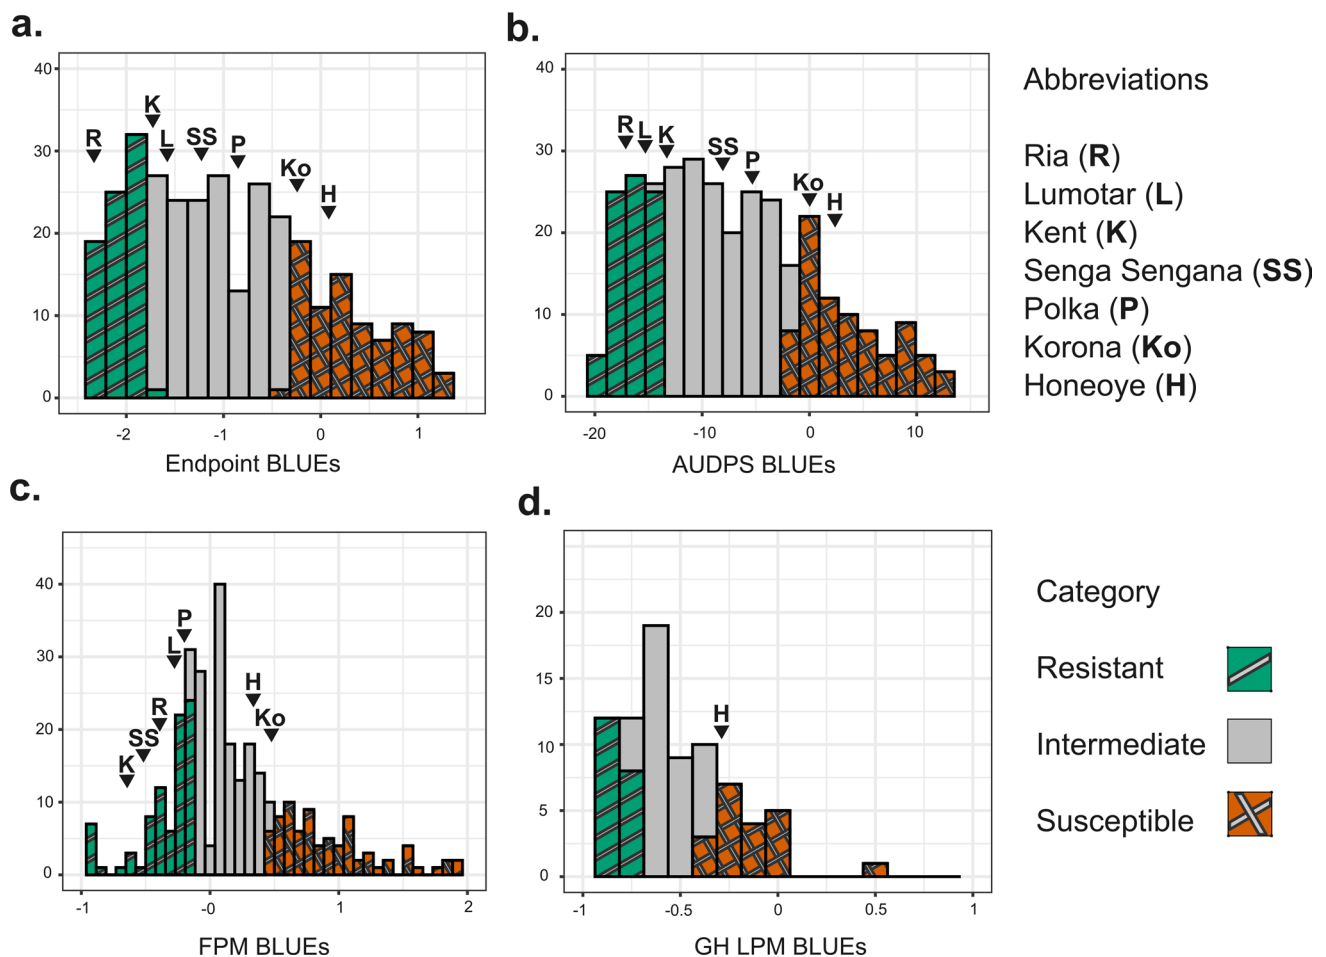 a.
40
30
20
10
0
R
K
L
SS
P
Ko
H
-2
-1
0
1
Endpoint BLUEs
b.
40
30
20
10
0
R
L
K
SS
P
Ko
H
-20
-10
0
10
AUDPS BLUEs
Abbreviations
Ria (R)
Lumotar (L)
Kent (K)
Senga Sengana (SS)
Polka (P)
Korona (Ko)
Honeoye (H)
c.
40
30
20
10
0
K
SS
R
L
P
H
Ko
-1
-0
1
2
FPM BLUEs
d.
20
15
10
5
0
H
-1
-0.5
0
0.5
1
GH LPM BLUEs
Category
Resistant
Intermediate
Susceptible